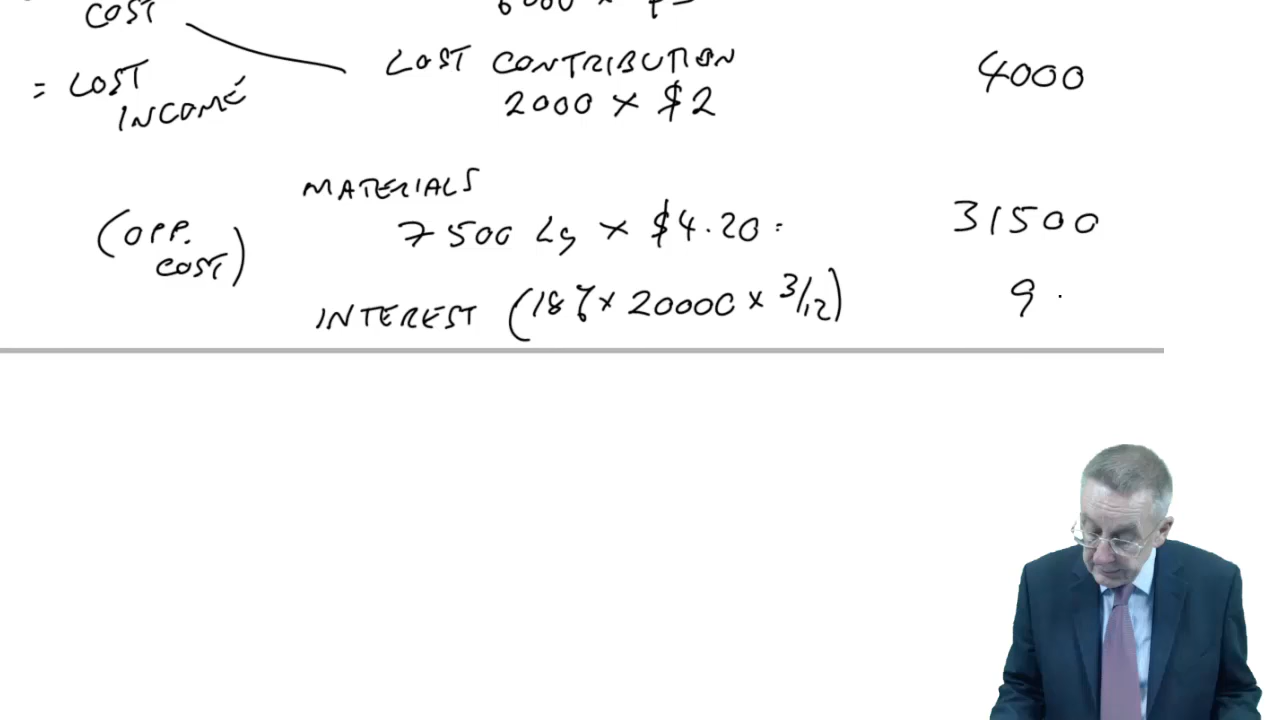 COST
= LOST INCOME
LOST CONTRIBUTION 4000
2000 × $2
MATERIALS
(OPP. COST) 7500 kg × $4.20 = 31500
INTEREST (18% × 20000 × 3/12) 9